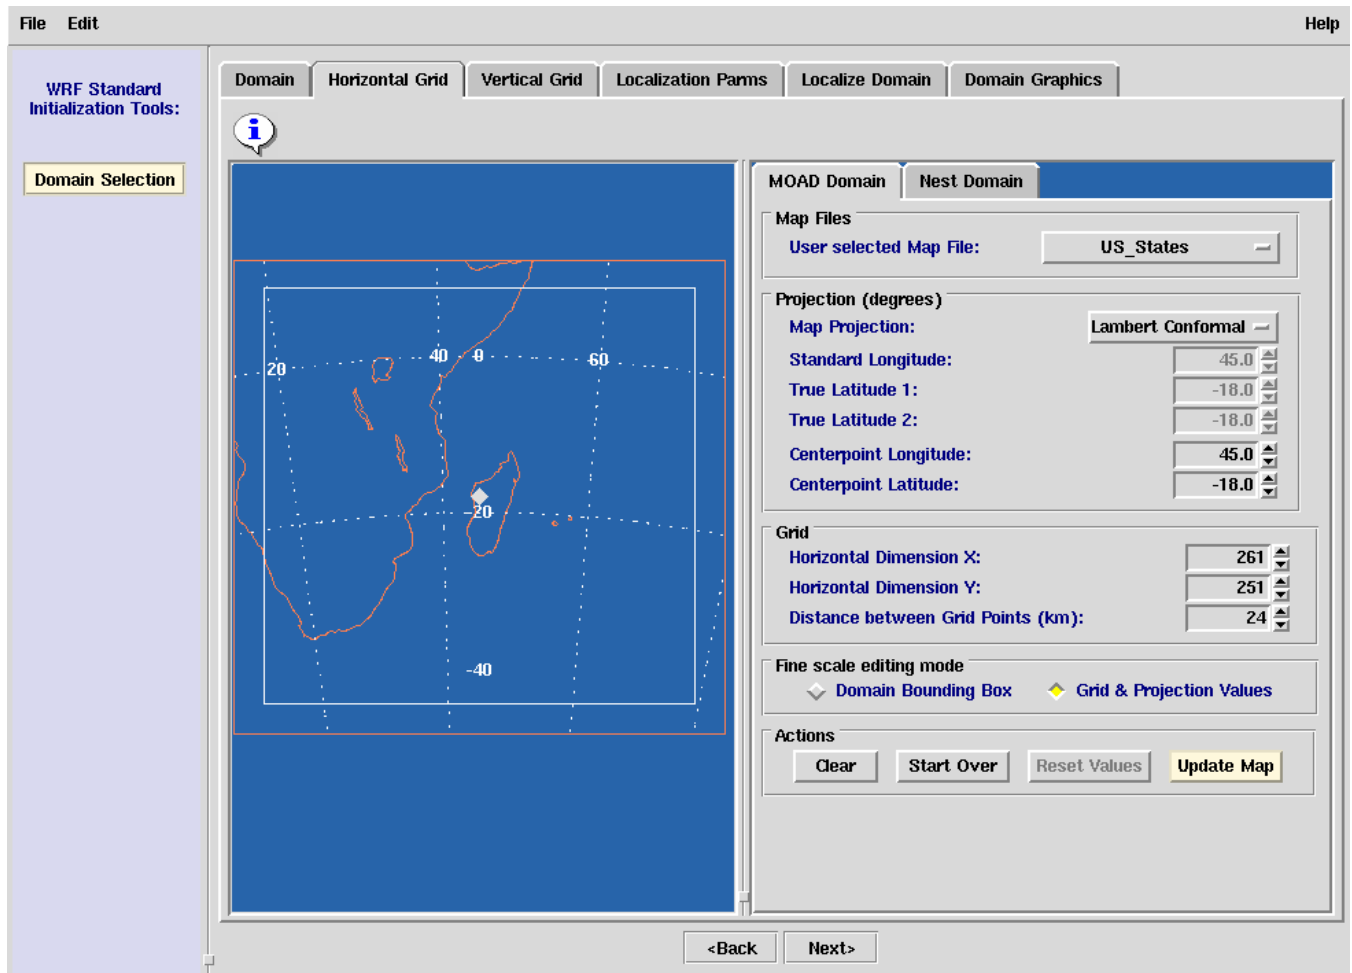 File Edit Help
WRF Standard
Initialization Tools:
Domain Selection
Domain Horizontal Grid Vertical Grid Localization Parms Localize Domain Domain Graphics
i
20 40 0 60
-20
-40
MOAD Domain Nest Domain
Map Files
User selected Map File: US_States
Projection (degrees)
Map Projection: Lambert Conformal
Standard Longitude: 45.0
True Latitude 1: -18.0
True Latitude 2: -18.0
Centerpoint Longitude: 45.0
Centerpoint Latitude: -18.0
Grid
Horizontal Dimension X: 261
Horizontal Dimension Y: 251
Distance between Grid Points (km): 24
Fine scale editing mode
Domain Bounding Box Grid & Projection Values
Actions
Clear Start Over Reset Values Update Map
<Back Next>